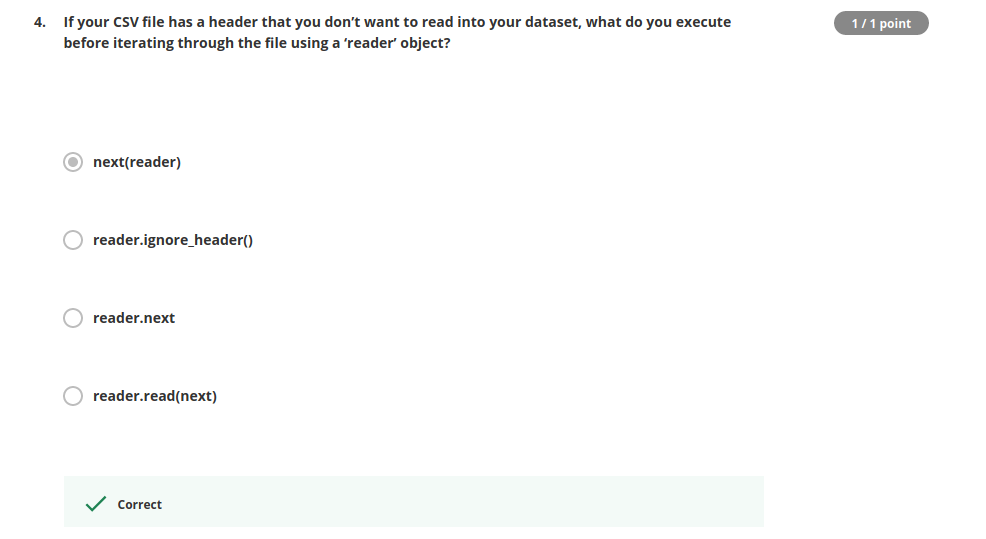 4. If your CSV file has a header that you don’t want to read into your dataset, what do you execute
before iterating through the file using a ‘reader’ object?
1 / 1 point
next(reader)
reader.ignore_header()
reader.next
reader.read(next)
Correct